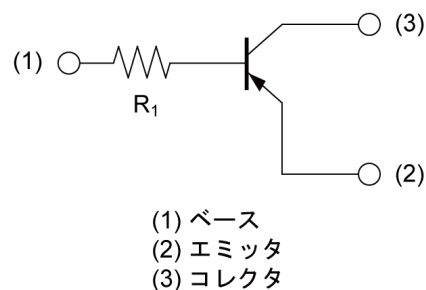 (3)
(1)
R₁
(2)
(1) ベース
(2) エミッタ
(3) コレクタ